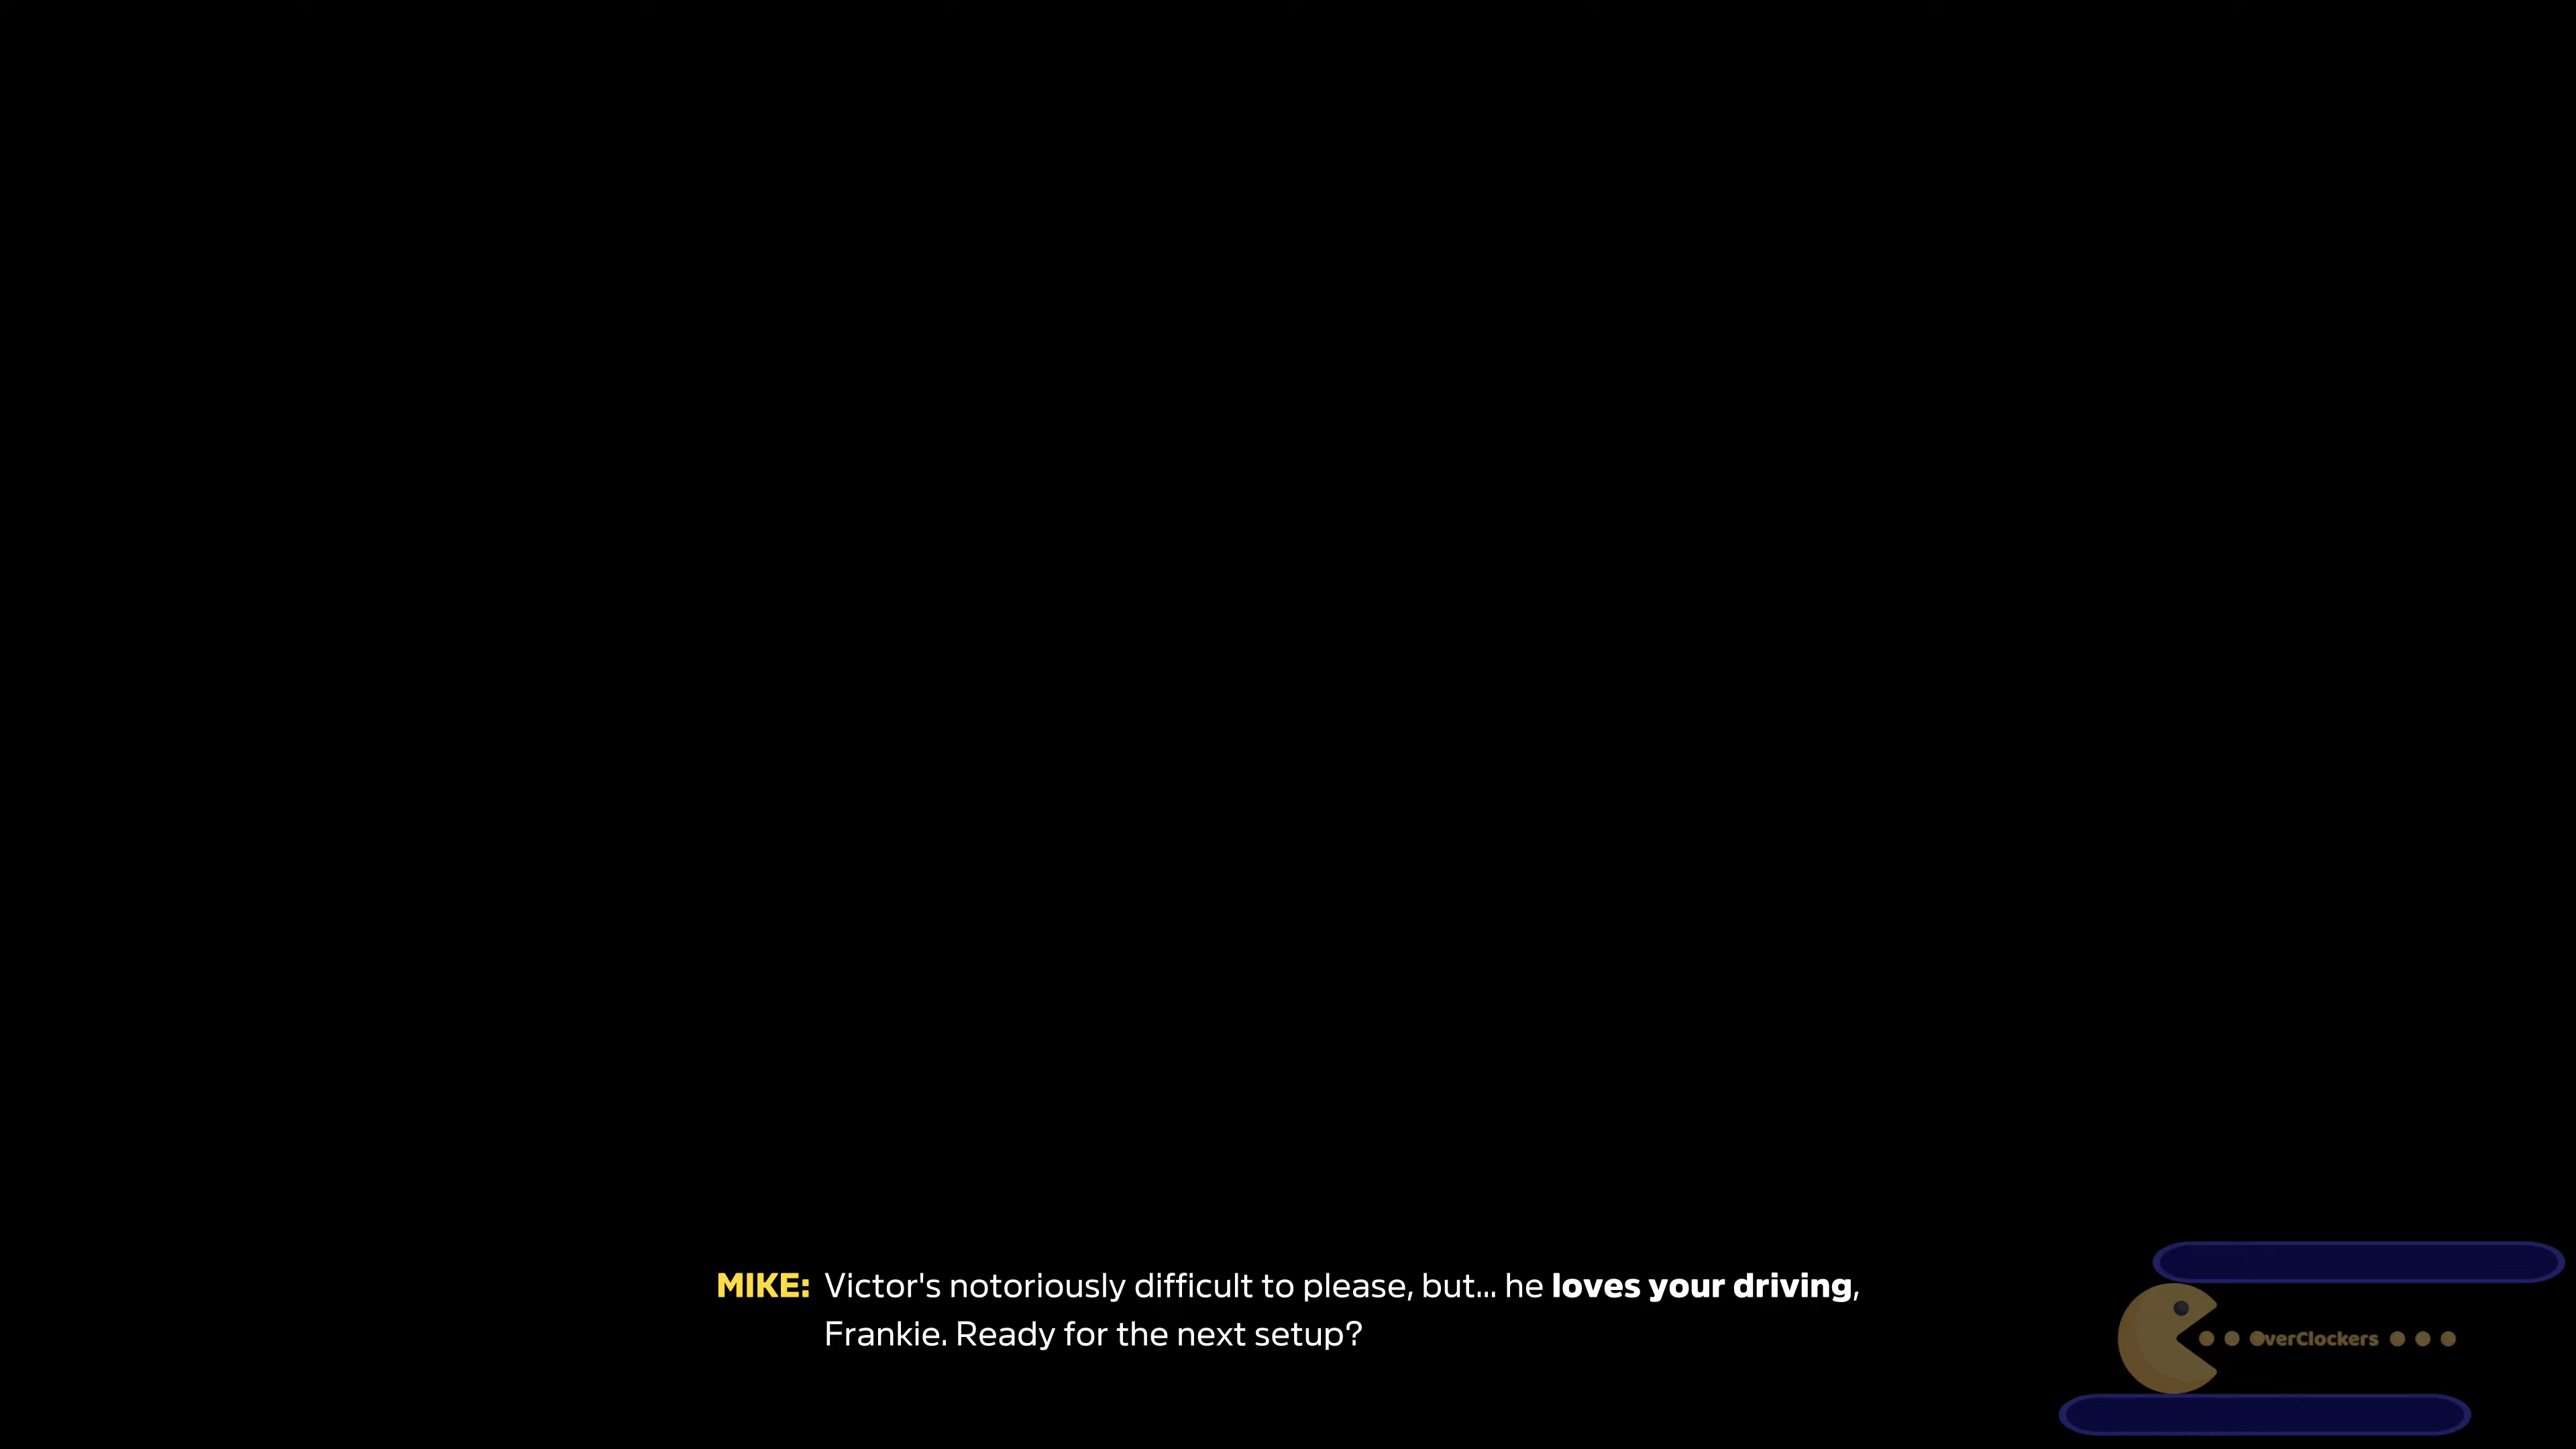 MIKE: Victor's notoriously difficult to please, but... he loves your driving,
Frankie. Ready for the next setup?
OverClockers